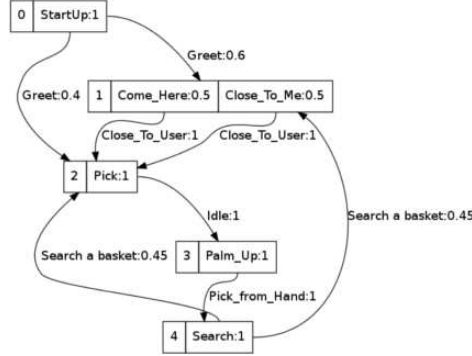 0 StartUp:1
Greet:0.6
Greet:0.4
1 Come_Here:0.5 Close_To_Me:0.5
Close_To_User:1 Close_To_User:1
2 Pick:1
Idle:1
Search a basket:0.45
Search a basket:0.45
3 Palm_Up:1
Pick_from_Hand:1
4 Search:1